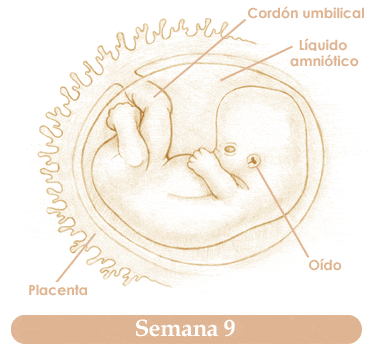 Cordón umbilical
Líquido
amniótico
Oído
Placenta
Semana 9